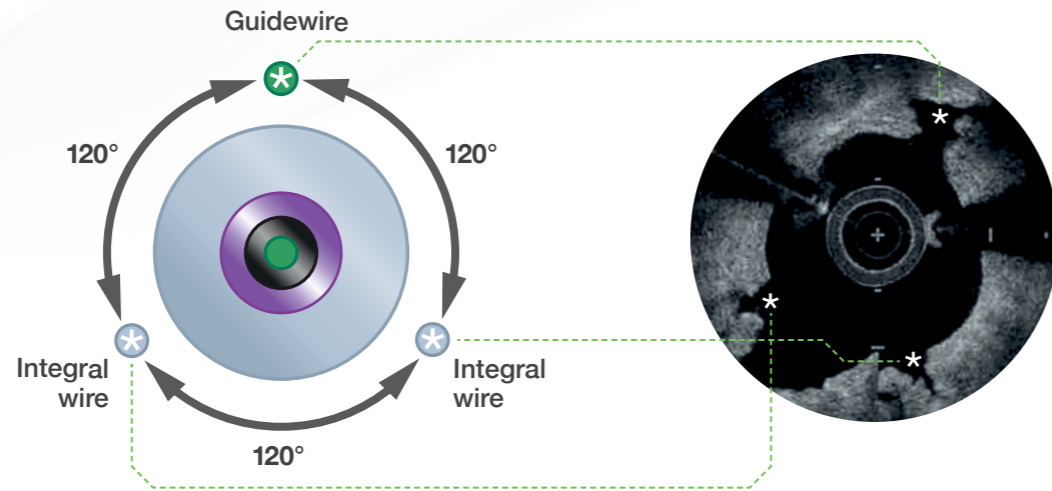 Guidewire
*
120°
120°
*
*
Integral
wire
Integral
wire
120°
*
*
*